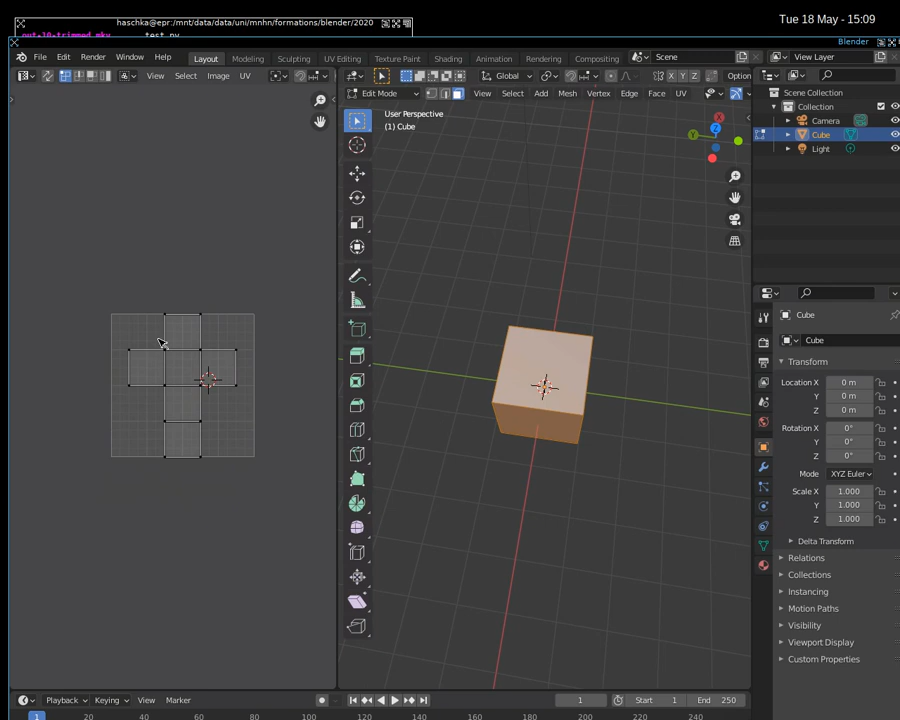 Tue 18 May - 15:09
haschka@epr:/mnt/data/data/uni/mnhn/formations/blender/2020
out-10-trimmed.mkv test.py
Blender
File Edit Render Window Help Layout Modeling Sculpting UV Editing Texture Paint Shading Animation Rendering Compositing Scene View Layer
View Select Image UV Global X Y Z Option
Edit Mode View Select Add Mesh Vertex Edge Face UV
Scene Collection
Collection
Camera
Cube
Light
User Perspective
(1) Cube
X
Y
Z
Cube
Cube
Transform
Location X 0 m
Y 0 m
Z 0 m
Rotation X 0°
Y 0°
Z 0°
Mode XYZ Euler
Scale X 1.000
Y 1.000
Z 1.000
Delta Transform
Relations
Collections
Instancing
Motion Paths
Visibility
Viewport Display
Custom Properties
Playback Keying View Marker 1 Start 1 End 250
1 20 40 60 80 100 120 140 160 180 200 220 240